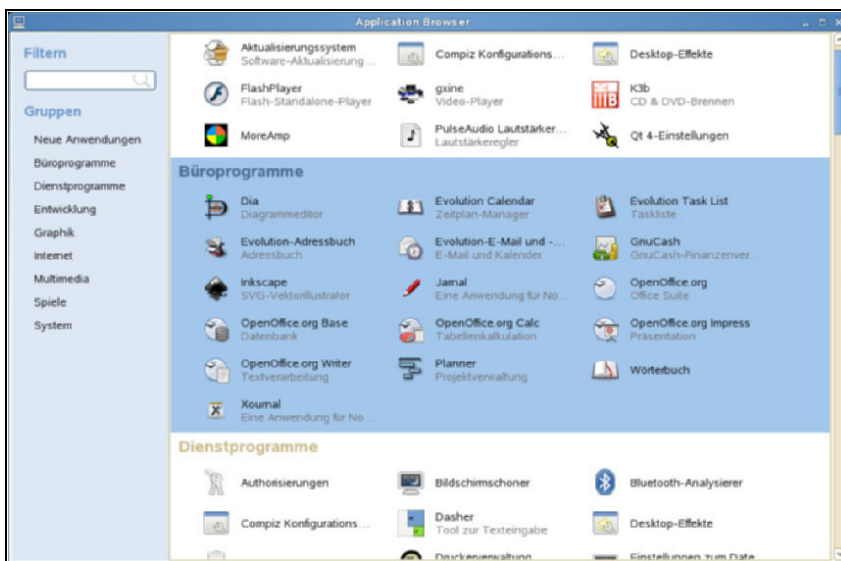 Application Browser
Filtern
Gruppen
Neue Anwendungen
Büroprogramme
Dienstprogramme
Entwicklung
Graphik
Internet
Multimedia
Spiele
System
Aktualisierungssystem
Software-Aktualisierung...
Compiz Konfigurations...
Desktop-Effekte
FlashPlayer
Flash-Standalone-Player
gxine
Video-Player
K3b
CD & DVD-Brennen
MoreAmp
PulseAudio Lautstärker...
Lautstärkeregler
Qt 4-Einstellungen
Büroprogramme
Dia
Diagrammeditor
Evolution Calendar
Zeitplan-Manager
Evolution Task List
Taskliste
Evolution-Adressbuch
Adressbuch
Evolution-E-Mail und -...
E-Mail und Kalender
GnuCash
GnuCash-Finanzenver...
Inkscape
SVG-Vektorillustrator
Jarnal
Eine Anwendung für No...
OpenOffice.org
Office Suite
OpenOffice.org Base
Datenbank
OpenOffice.org Calc
Tabellenkalkulation
OpenOffice.org Impress
Präsentation
OpenOffice.org Writer
Textverarbeitung
Planner
Projektverwaltung
Wörterbuch
Xournal
Eine Anwendung für No...
Dienstprogramme
Authorisierungen
Bildschirmschoner
Bluetooth-Analysierer
Compiz Konfigurations...
Dasher
Tool zur Texteingabe
Desktop-Effekte
Druckerverwaltung
Einstellungen zum Date